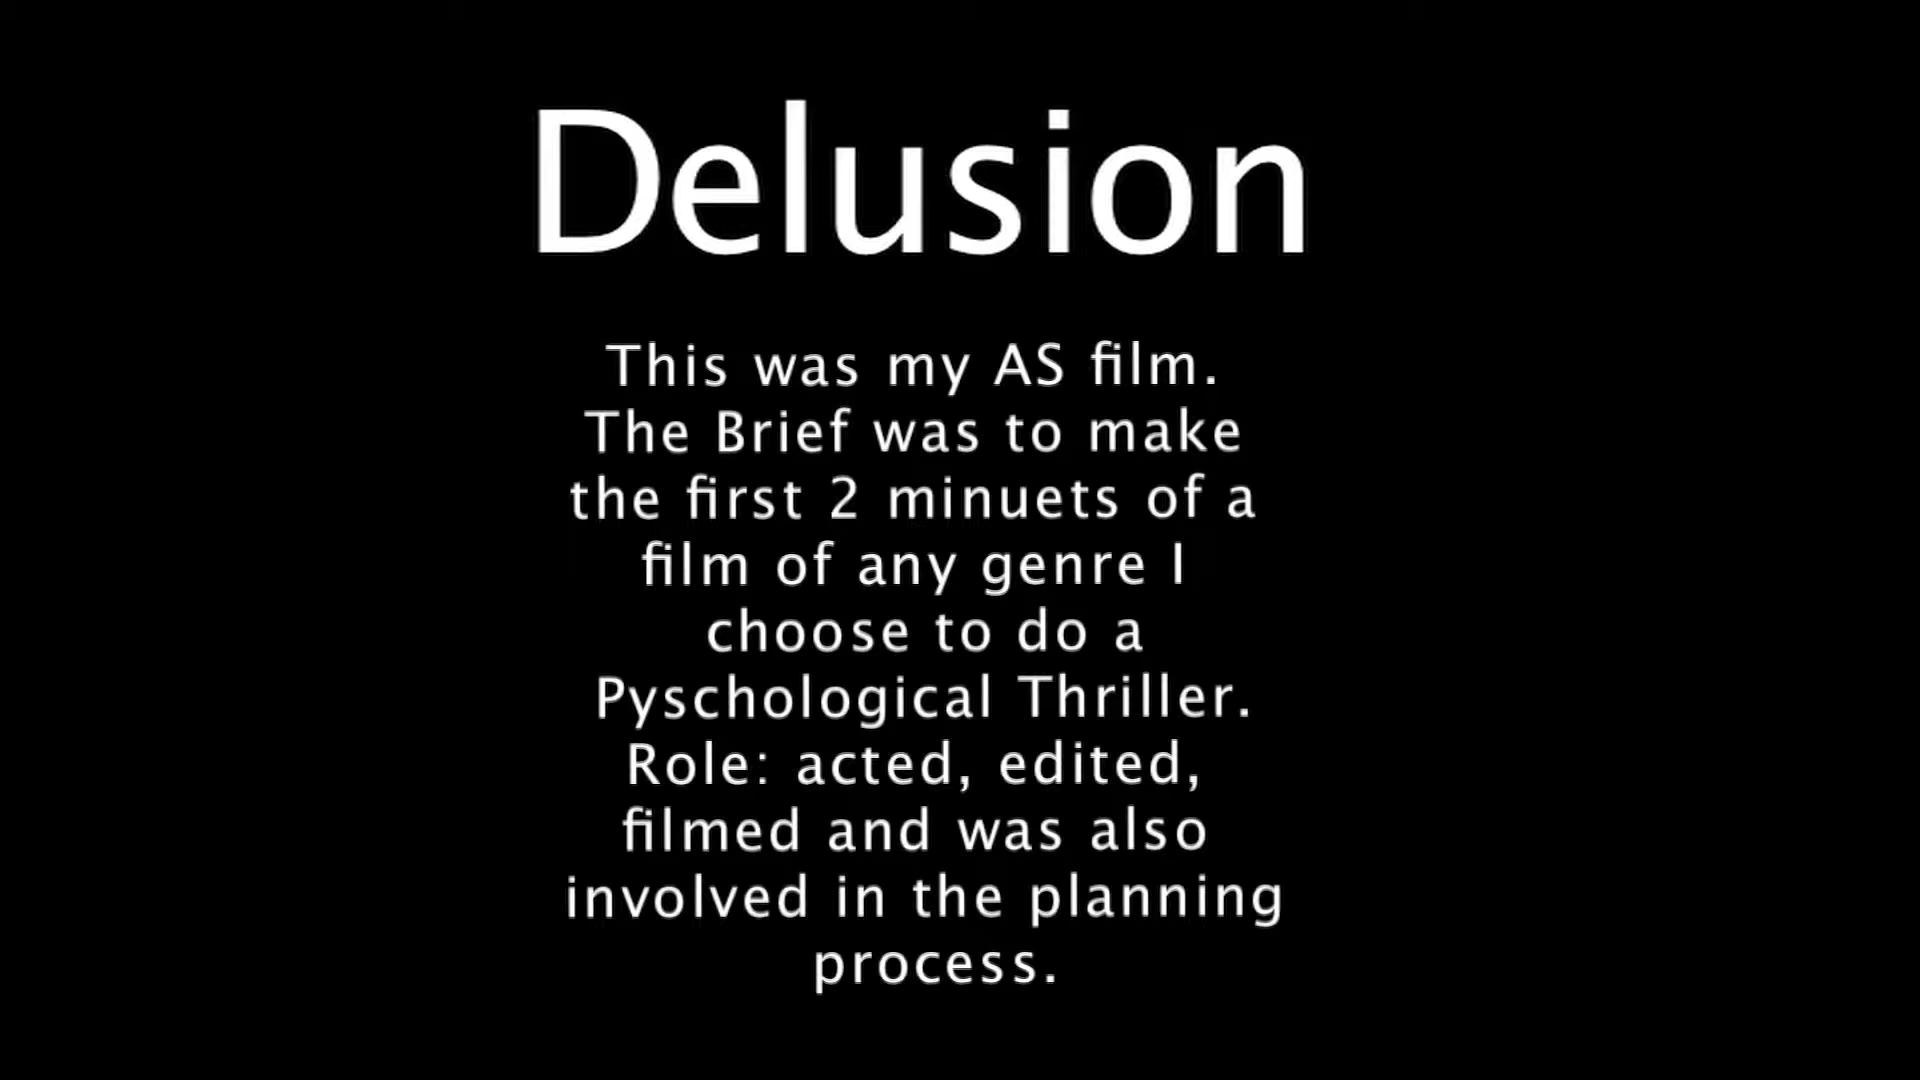 Delusion
This was my AS film.
The Brief was to make
the first 2 minuets of a
film of any genre I
choose to do a
Pyschological Thriller.
Role: acted, edited,
filmed and was also
involved in the planning
process.